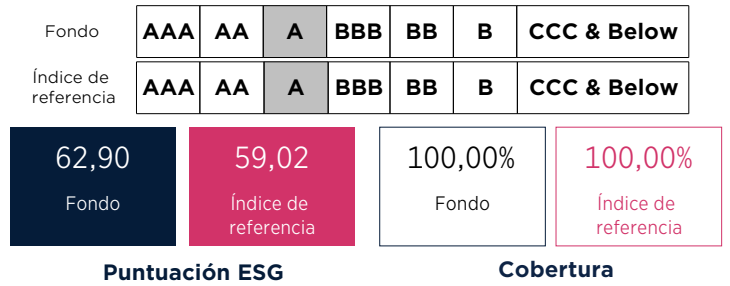 Fondo AAA AA A BBB BB B CCC & Below
Índice de
referencia AAA AA A BBB BB B CCC & Below
62,90 59,02 100,00% 100,00%
Fondo Índice de Fondo Índice de
referencia referencia
Puntuación ESG Cobertura